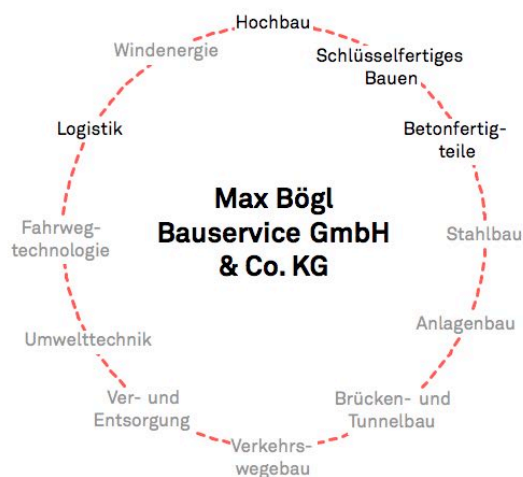 Hochbau
Schlüsselfertiges
Bauen
Betonfertig-
teile
Stahlbau
Anlagenbau
Brücken- und
Tunnelbau
Verkehrs-
wegebau
Ver- und
Entsorgung
Umwelttechnik
Fahrweg-
technologie
Logistik
Windenergie
Max Bögl
Bauservice GmbH
& Co. KG